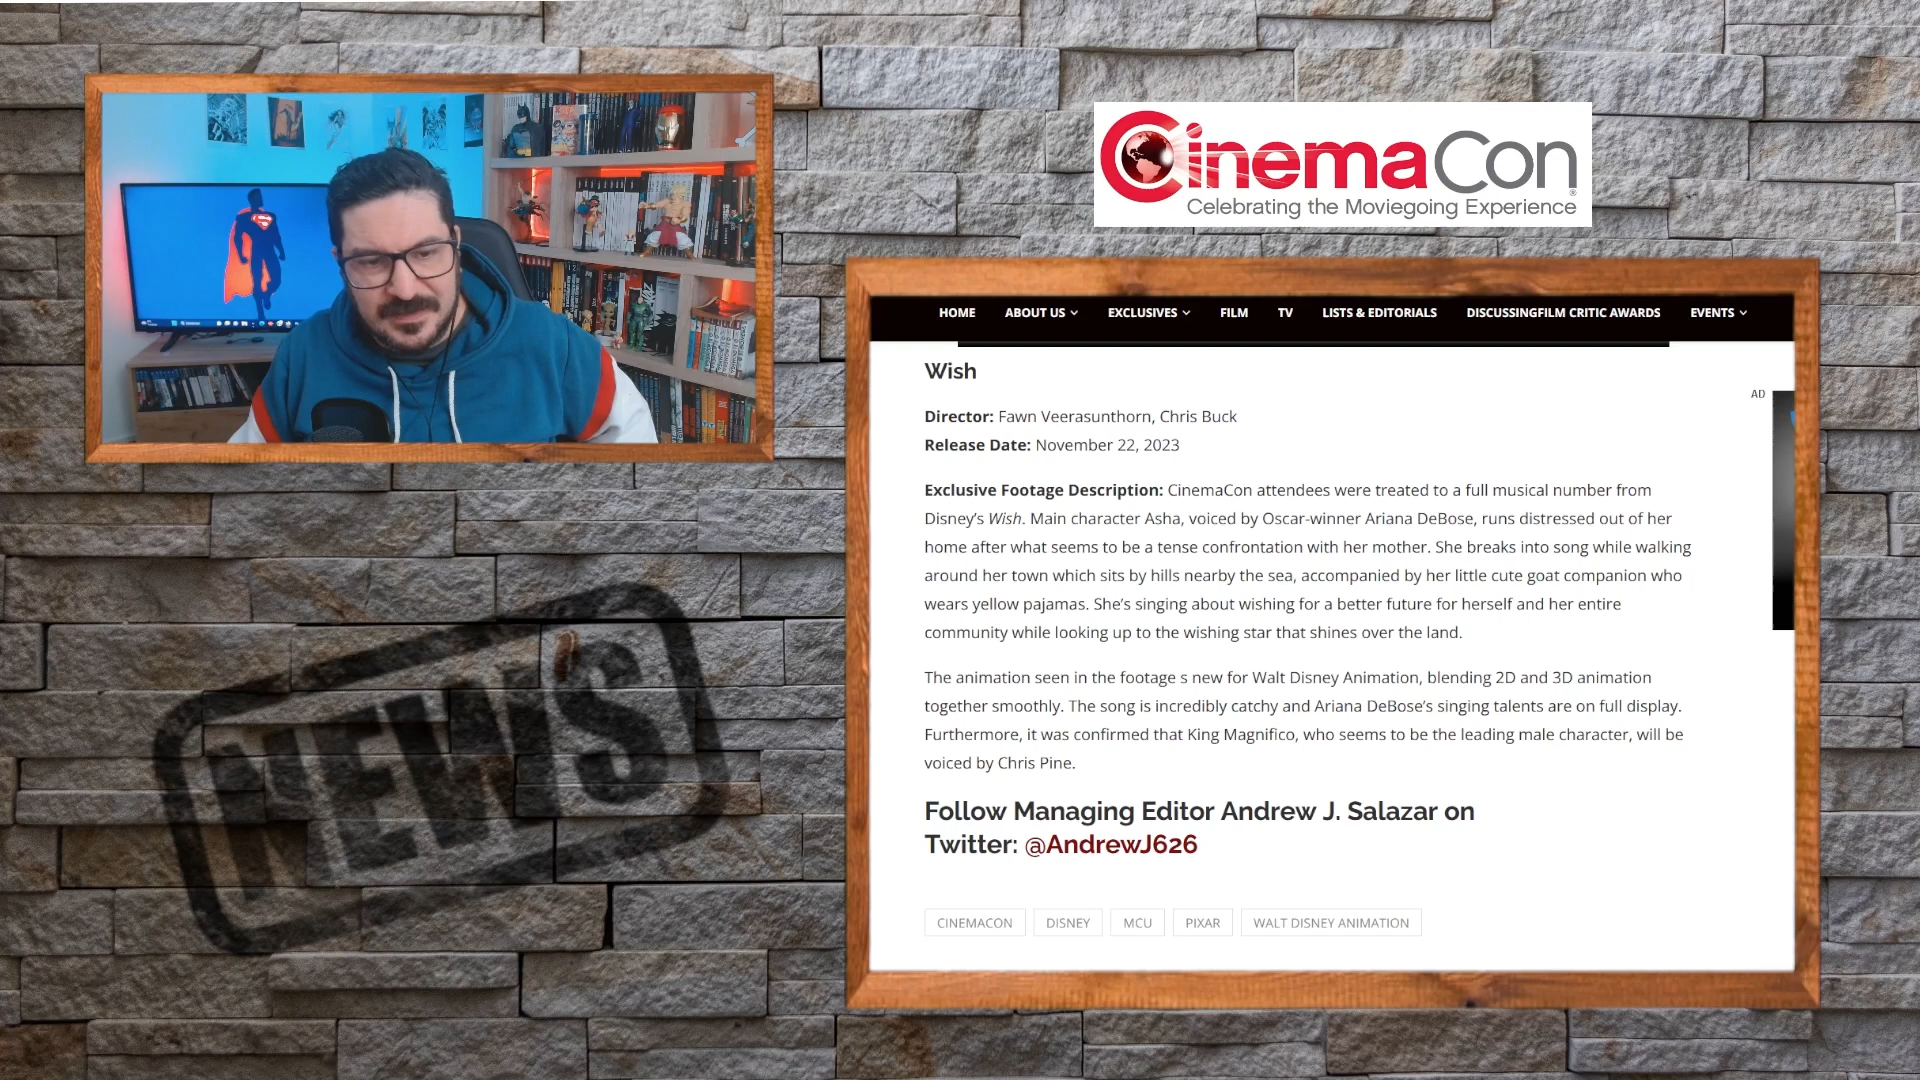 CinemaCon®
Celebrating the Moviegoing Experience
HOME ABOUT US EXCLUSIVES FILM TV LISTS & EDITORIALS DISCUSSINGFILM CRITIC AWARDS EVENTS
AD
Wish
Director: Fawn Veerasunthorn, Chris Buck
Release Date: November 22, 2023
Exclusive Footage Description: CinemaCon attendees were treated to a full musical number from
Disney’s Wish. Main character Asha, voiced by Oscar-winner Ariana DeBose, runs distressed out of her
home after what seems to be a tense confrontation with her mother. She breaks into song while walking
around her town which sits by hills nearby the sea, accompanied by her little cute goat companion who
wears yellow pajamas. She’s singing about wishing for a better future for herself and her entire
community while looking up to the wishing star that shines over the land.
The animation seen in the footage s new for Walt Disney Animation, blending 2D and 3D animation
together smoothly. The song is incredibly catchy and Ariana DeBose’s singing talents are on full display.
Furthermore, it was confirmed that King Magnifico, who seems to be the leading male character, will be
voiced by Chris Pine.
Follow Managing Editor Andrew J. Salazar on
Twitter: @AndrewJ626
CINEMACON DISNEY MCU PIXAR WALT DISNEY ANIMATION
NEWS